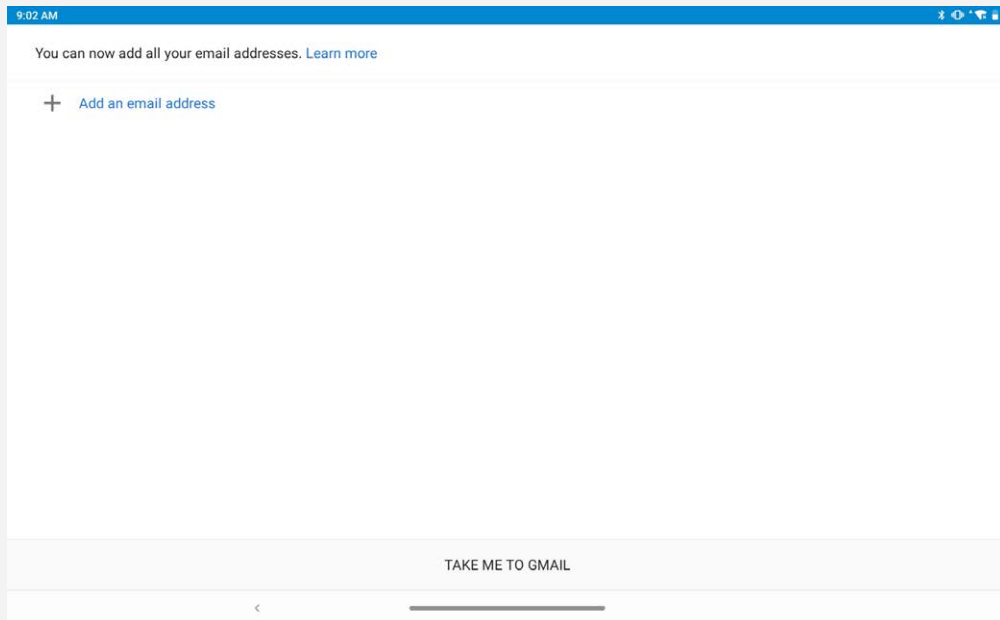 9:02 AM
You can now add all your email addresses. Learn more
Add an email address
TAKE ME TO GMAIL